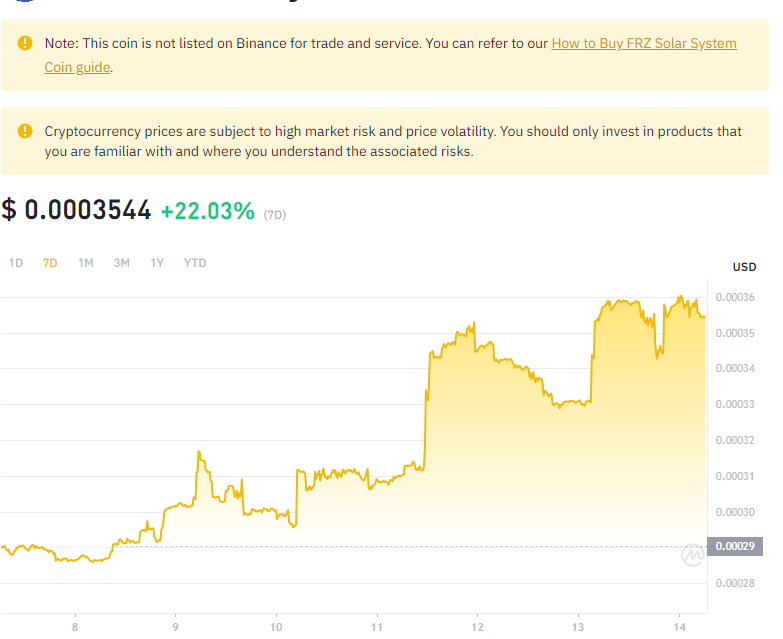 Note: This coin is not listed on Binance for trade and service. You can refer to our How to Buy FRZ Solar System
Coin guide.
Cryptocurrency prices are subject to high market risk and price volatility. You should only invest in products that
you are familiar with and where you understand the associated risks.
$ 0.0003544 +22.03% (7D)
1D 7D 1M 3M 1Y YTD
USD
0.00036
0.00035
0.00034
0.00033
0.00032
0.00031
0.00030
0.00029
0.00028
8 9 10 11 12 13 14